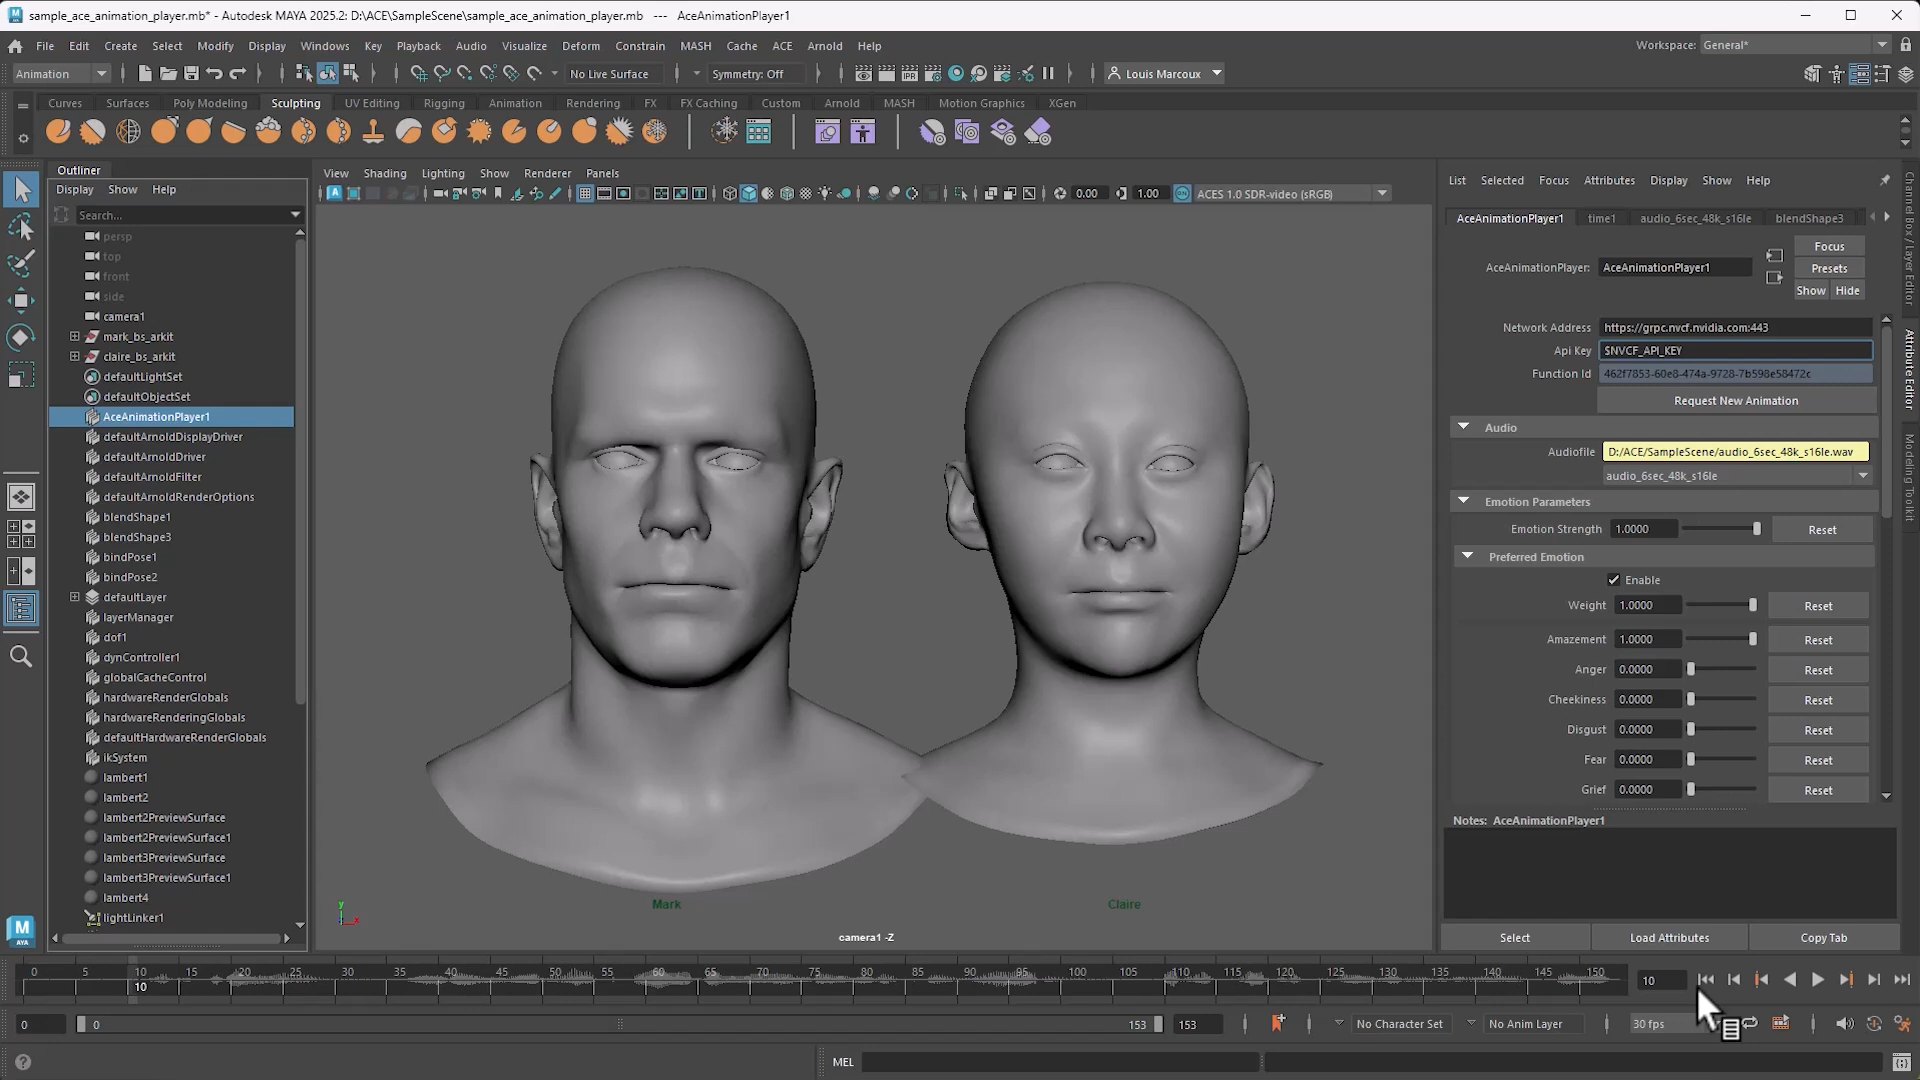 sample_ace_animation_player.mb* - Autodesk MAYA 2025.2: D:\ACE\SampleScene\sample_ace_animation_player.mb --- AceAnimationPlayer1
File Edit Create Select Modify Display Windows Key Playback Audio Visualize Deform Constrain MASH Cache ACE Arnold Help
Workspace: General*
Animation No Live Surface Symmetry: Off IPR Louis Marcoux
Curves Surfaces Poly Modeling Sculpting UV Editing Rigging Animation Rendering FX FX Caching Custom Arnold MASH Motion Graphics XGen
Outliner
Display Show Help
Search...
persp
top
front
side
camera1
mark_bs_arkit
claire_bs_arkit
defaultLightSet
defaultObjectSet
AceAnimationPlayer1
defaultArnoldDisplayDriver
defaultArnoldDriver
defaultArnoldFilter
defaultArnoldRenderOptions
blendShape1
blendShape3
bindPose1
bindPose2
defaultLayer
layerManager
dof1
dynController1
globalCacheControl
hardwareRenderGlobals
hardwareRenderingGlobals
defaultHardwareRenderGlobals
ikSystem
lambert1
lambert2
lambert2PreviewSurface
lambert2PreviewSurface1
lambert3PreviewSurface
lambert3PreviewSurface1
lambert4
lightLinker1
View Shading Lighting Show Renderer Panels
0.00 1.00 ACES 1.0 SDR-video (sRGB)
Mark
Claire
camera1 -Z
y
x
List Selected Focus Attributes Display Show Help
AceAnimationPlayer1 time1 audio_6sec_48k_s16le blendShape3
AceAnimationPlayer: AceAnimationPlayer1
Focus
Presets
Show Hide
Network Address https://grpc.nvcf.nvidia.com:443
Api Key $NVCF_API_KEY
Function Id 462f7853-60e8-474a-9728-7b598e58472c
Request New Animation
Audio
Audiofile D:/ACE/SampleScene/audio_6sec_48k_s16le.wav
audio_6sec_48k_s16le
Emotion Parameters
Emotion Strength 1.0000 Reset
Preferred Emotion
Enable
Weight 1.0000 Reset
Amazement 1.0000 Reset
Anger 0.0000 Reset
Cheekiness 0.0000 Reset
Disgust 0.0000 Reset
Fear 0.0000 Reset
Grief 0.0000 Reset
Notes: AceAnimationPlayer1
Select Load Attributes Copy Tab
Channel Box / Layer Editor
Attribute Editor
Modeling Toolkit
MAYA
0 5 10 15 20 25 30 35 40 45 50 55 60 65 70 75 80 85 90 95 100 105 110 115 120 125 130 135 140 145 150
10
10
0 0 153 153 No Character Set No Anim Layer 30 fps
MEL